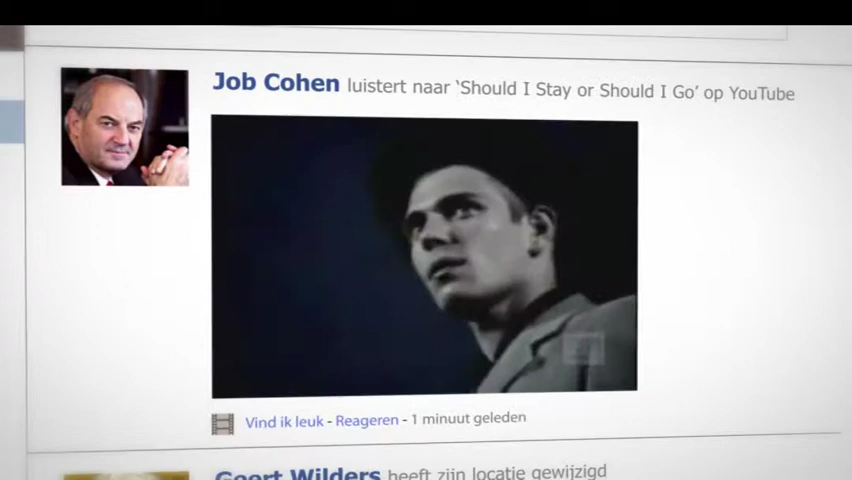 Job Cohen luistert naar ‘Should I Stay or Should I Go’ op YouTube
Vind ik leuk - Reageren - 1 minuut geleden
Geert Wilders heeft zijn locatie gewijzigd